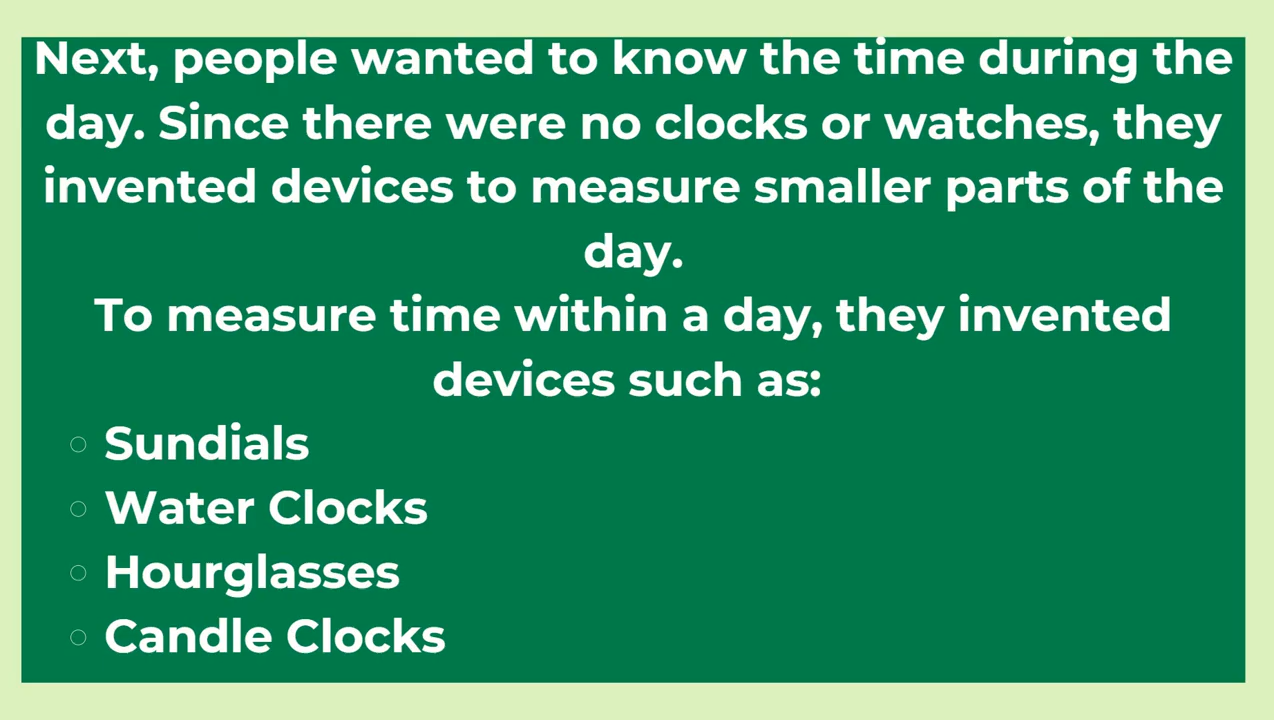 Next, people wanted to know the time during the
day. Since there were no clocks or watches, they
invented devices to measure smaller parts of the
day.
To measure time within a day, they invented
devices such as:
Sundials
Water Clocks
Hourglasses
Candle Clocks